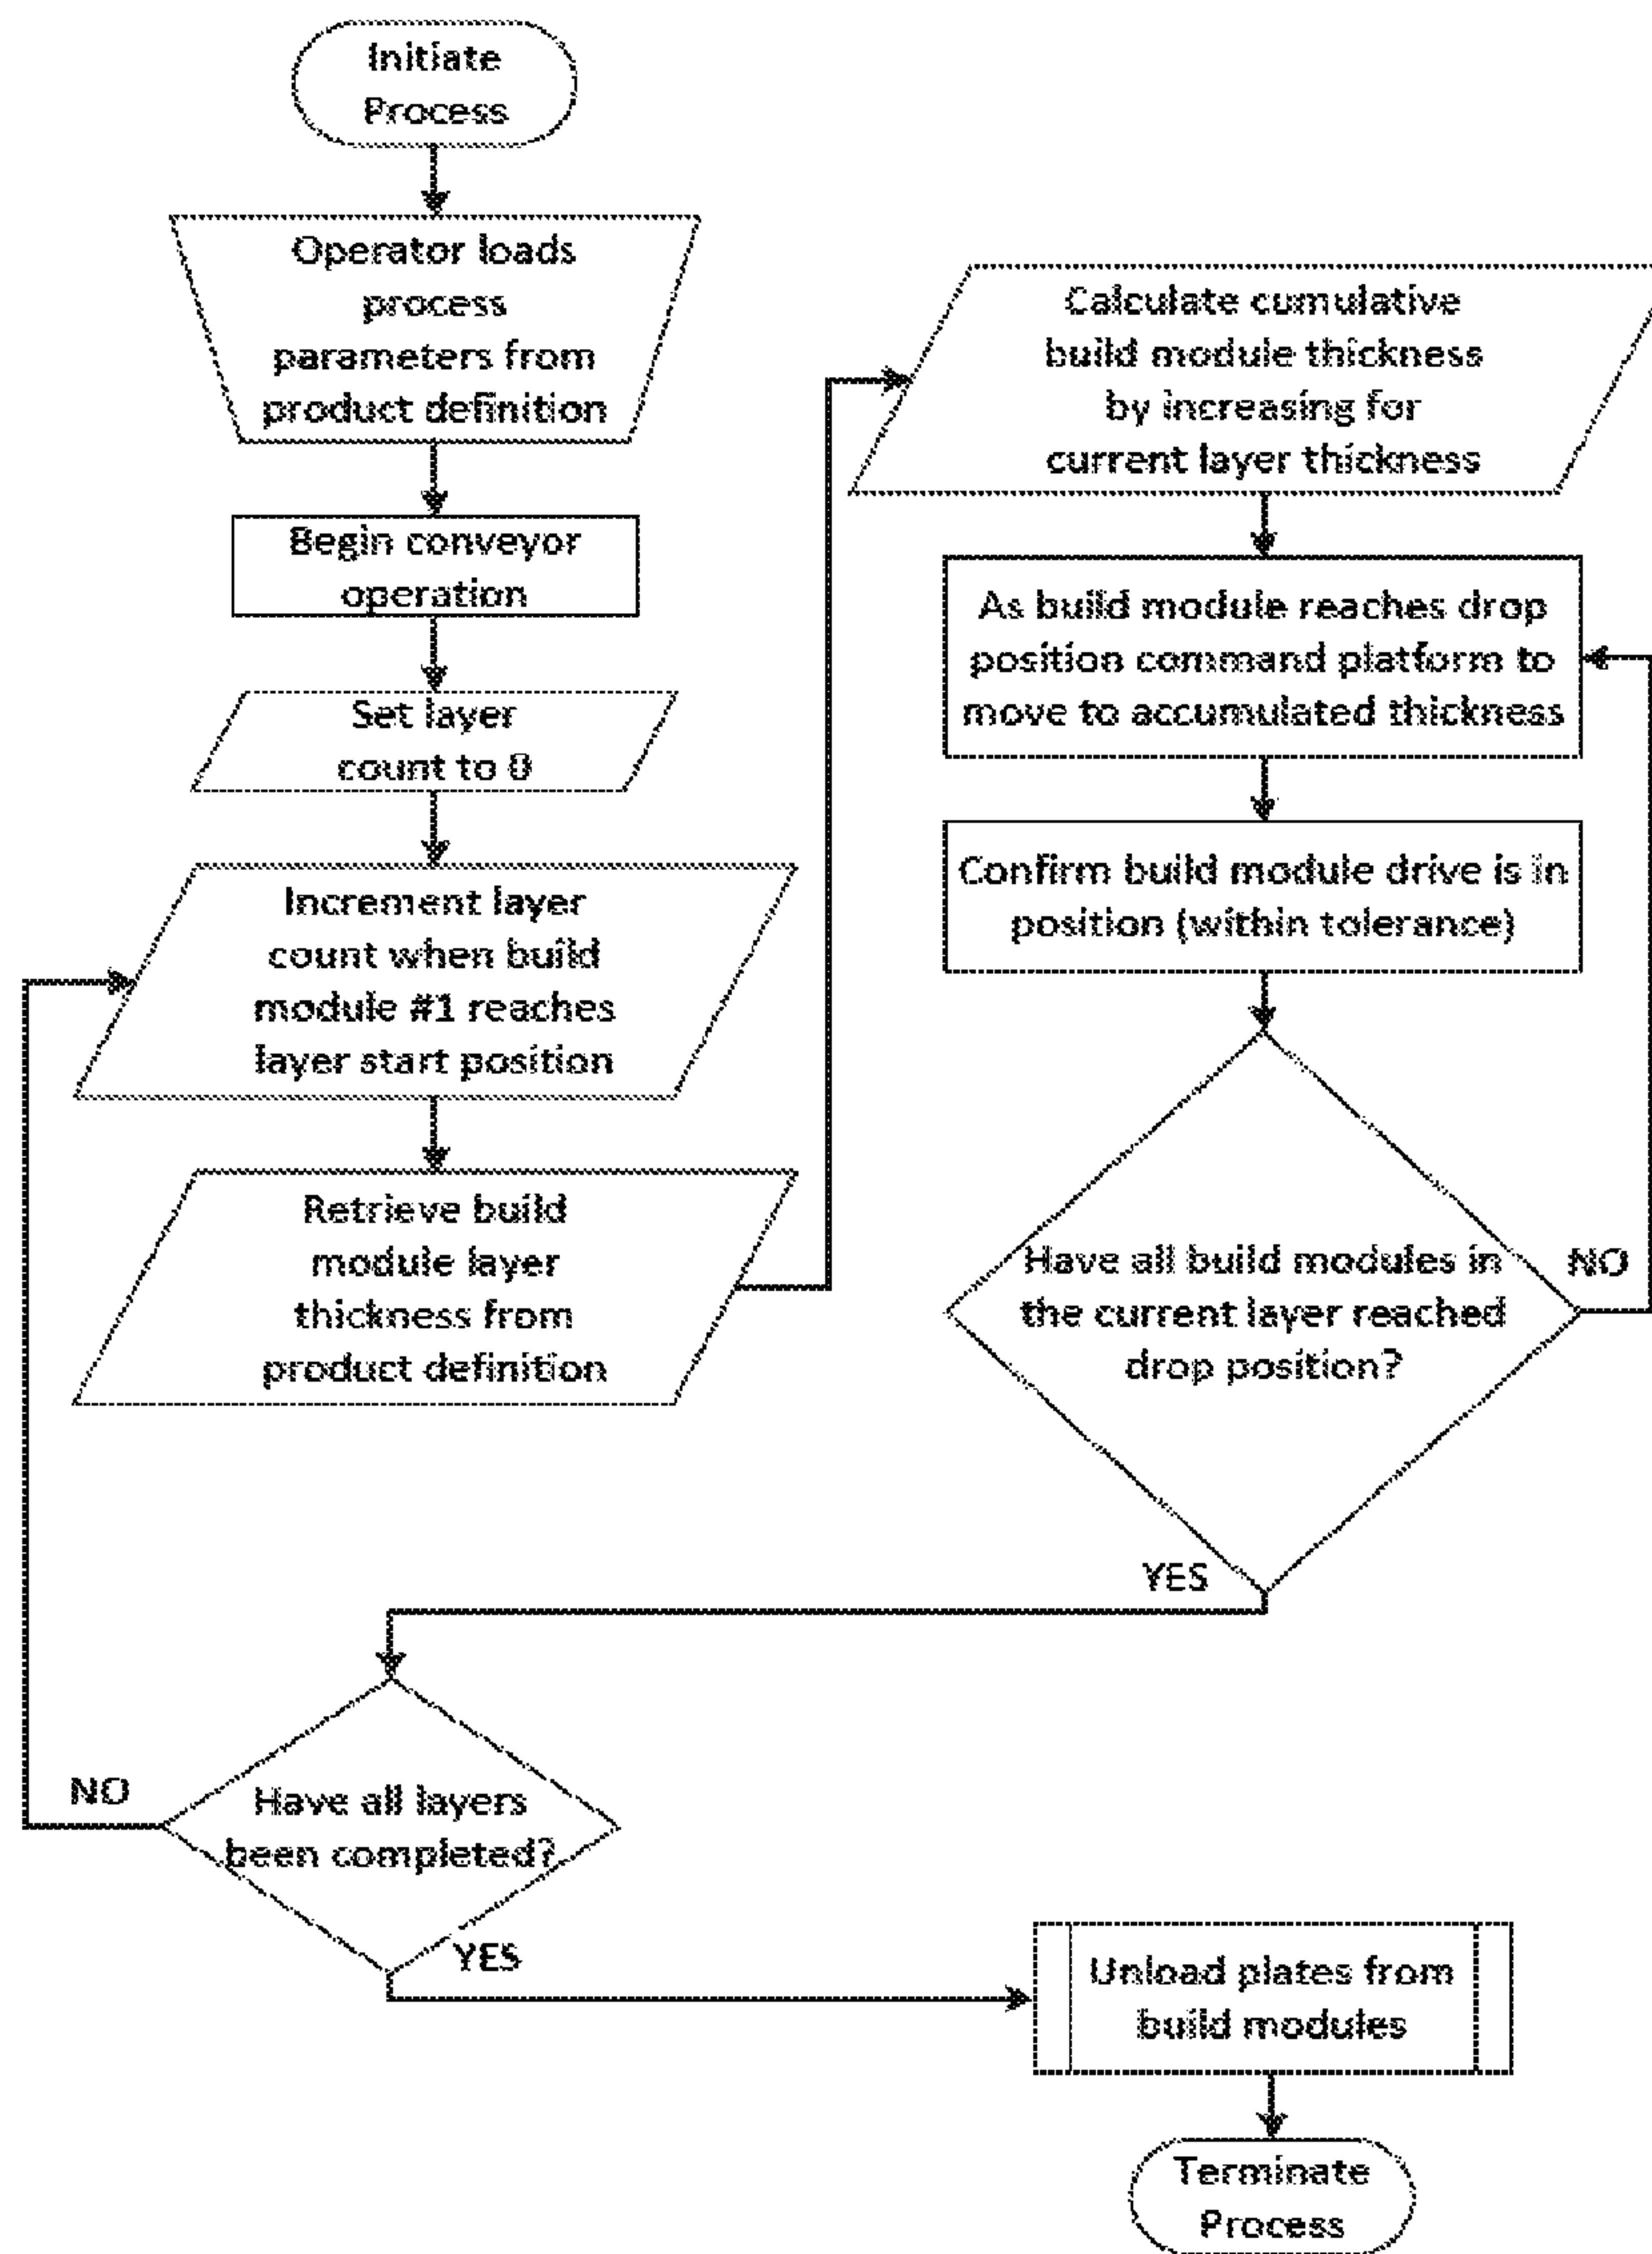 Initiate
Process
Operator loads
process
parameters from
product definition
Begin conveyor
operation
Set layer
count to 0
Increment layer
count when build
module #1 reaches
layer start position
Retrieve build
module layer
thickness from
product definition
Calculate cumulative
build module thickness
by increasing for
current layer thickness
As build module reaches drop
position command platform to
move to accumulated thickness
Confirm build module drive is in
position (within tolerance)
Have all build modules in
the current layer reached
drop position?
NO
YES
Have all layers
been completed?
NO
YES
Unload plates from
build modules
Terminate
Process